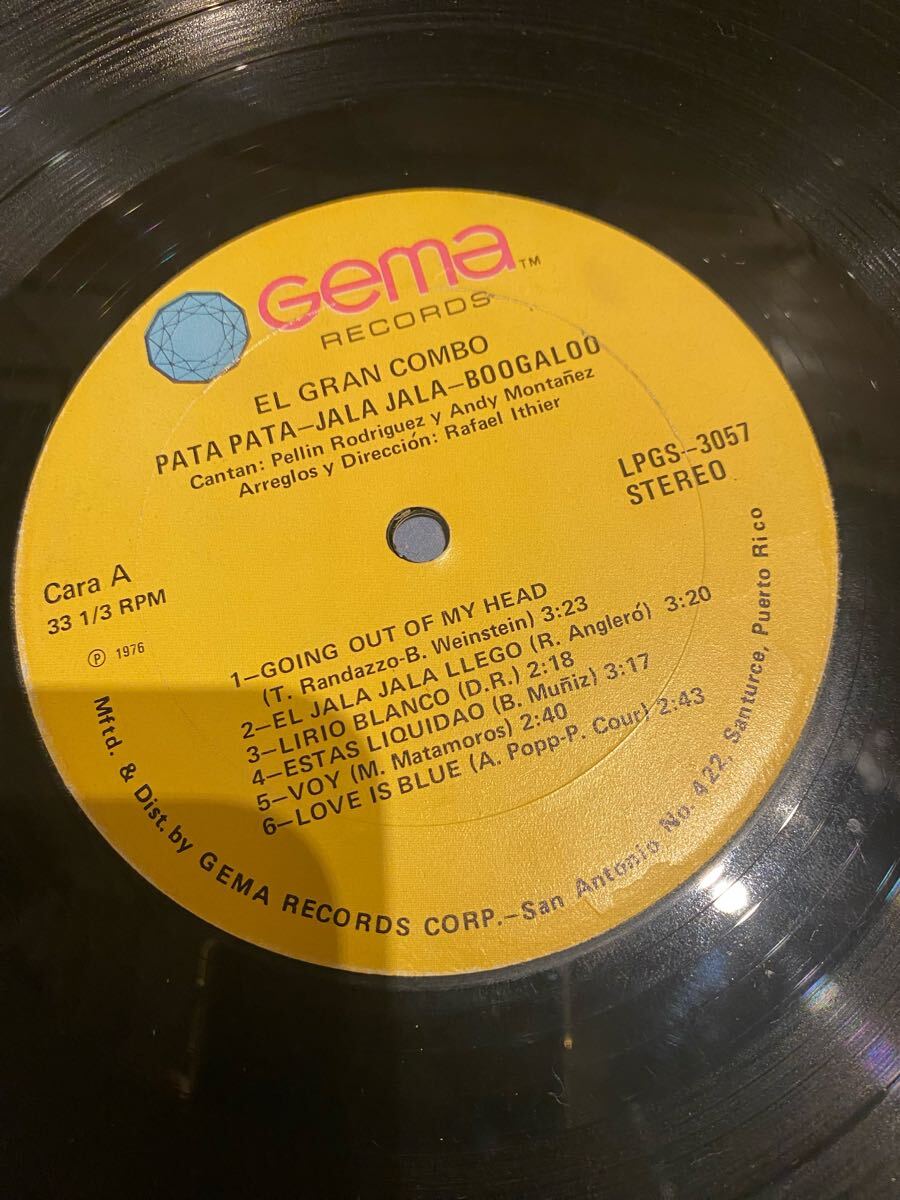 Gema TM
RECORDS
EL GRAN COMBO
PATA PATA-JALA JALA-BOOGALOO
Cantan: Pellin Rodriguez y Andy Montañez
Arreglos y Dirección: Rafael Ithier
LPGS-3057
STEREO
Cara A
33 1/3 RPM
Ⓟ 1976
1-GOING OUT OF MY HEAD
(T. Randazzo-B. Weinstein) 3:23
2-EL JALA JALA LLEGO (R. Angleró) 3:20
3-LIRIO BLANCO (D.R.) 2:18
4-ESTAS LIQUIDAO (B. Muñiz) 3:17
5-VOY (M. Matamoros) 2:40
6-LOVE IS BLUE (A. Popp-P. Cour) 2:43
Mftd. & Dist. by GEMA RECORDS CORP.-San Antonio No. 422, Santurce, Puerto Rico